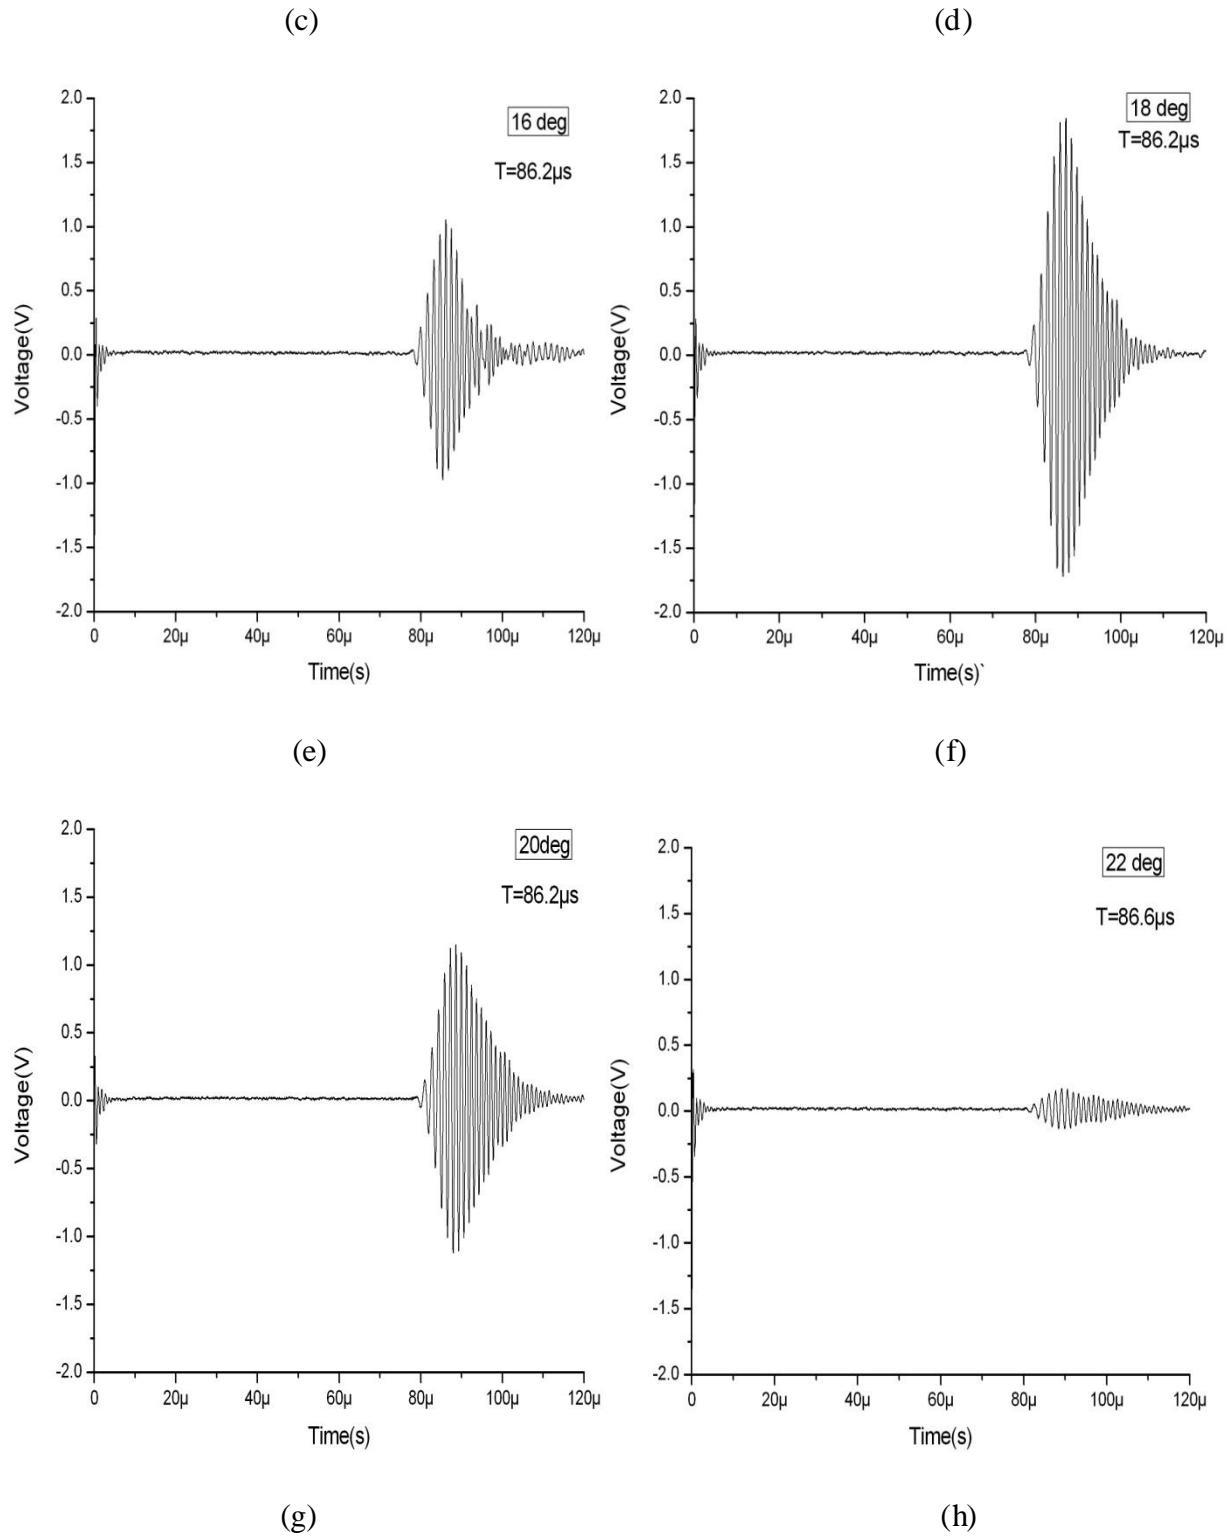 (c)
(d)
2.0
1.5
1.0
0.5
0.0
-0.5
-1.0
-1.5
-2.0
Voltage(V)
16 deg
T=86.2µs
0 20µ 40µ 60µ 80µ 100µ 120µ
Time(s)
2.0
1.5
1.0
0.5
0.0
-0.5
-1.0
-1.5
-2.0
Voltage(V)
18 deg
T=86.2µs
0 20µ 40µ 60µ 80µ 100µ 120µ
Time(s)`
(e)
(f)
2.0
1.5
1.0
0.5
0.0
-0.5
-1.0
-1.5
-2.0
Voltage(V)
20deg
T=86.2µs
0 20µ 40µ 60µ 80µ 100µ 120µ
Time(s)
2.0
1.5
1.0
0.5
0.0
-0.5
-1.0
-1.5
-2.0
Voltage(V)
22 deg
T=86.6µs
0 20µ 40µ 60µ 80µ 100µ 120µ
Time(s)
(g)
(h)